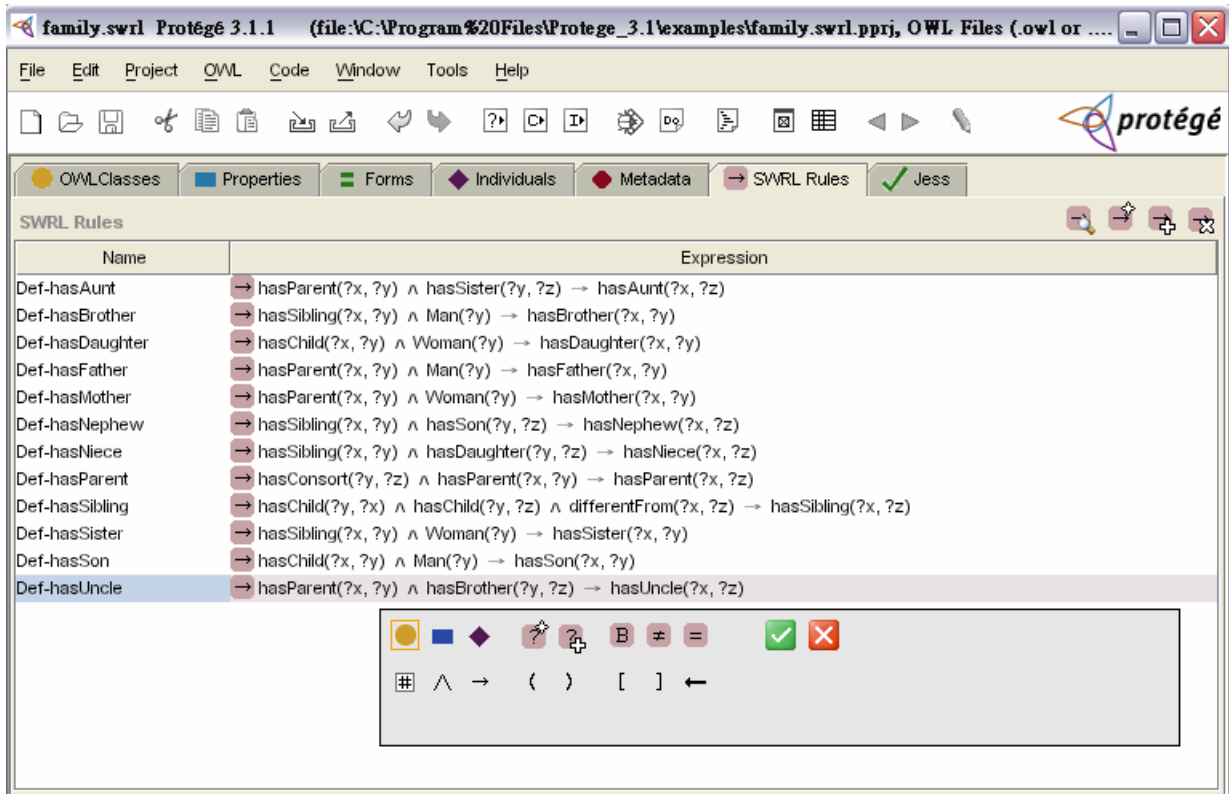 family.swrl Protégé 3.1.1 (file:\C:\Program%20Files\Protege_3.1\examples\family.swrl.pprj, OWL Files (.owl or ....
File Edit Project OWL Code Window Tools Help
protégé
OWLClasses Properties Forms Individuals Metadata SWRL Rules Jess
SWRL Rules
Name Expression
Def-hasAunt → hasParent(?x, ?y) ∧ hasSister(?y, ?z) → hasAunt(?x, ?z)
Def-hasBrother → hasSibling(?x, ?y) ∧ Man(?y) → hasBrother(?x, ?y)
Def-hasDaughter → hasChild(?x, ?y) ∧ Woman(?y) → hasDaughter(?x, ?y)
Def-hasFather → hasParent(?x, ?y) ∧ Man(?y) → hasFather(?x, ?y)
Def-hasMother → hasParent(?x, ?y) ∧ Woman(?y) → hasMother(?x, ?y)
Def-hasNephew → hasSibling(?x, ?y) ∧ hasSon(?y, ?z) → hasNephew(?x, ?z)
Def-hasNiece → hasSibling(?x, ?y) ∧ hasDaughter(?y, ?z) → hasNiece(?x, ?z)
Def-hasParent → hasConsort(?y, ?z) ∧ hasParent(?x, ?y) → hasParent(?x, ?z)
Def-hasSibling → hasChild(?y, ?x) ∧ hasChild(?y, ?z) ∧ differentFrom(?x, ?z) → hasSibling(?x, ?z)
Def-hasSister → hasSibling(?x, ?y) ∧ Woman(?y) → hasSister(?x, ?y)
Def-hasSon → hasChild(?x, ?y) ∧ Man(?y) → hasSon(?x, ?y)
Def-hasUncle → hasParent(?x, ?y) ∧ hasBrother(?y, ?z) → hasUncle(?x, ?z)
? ? B ≠ =
# ∧ → ( ) [ ] ←